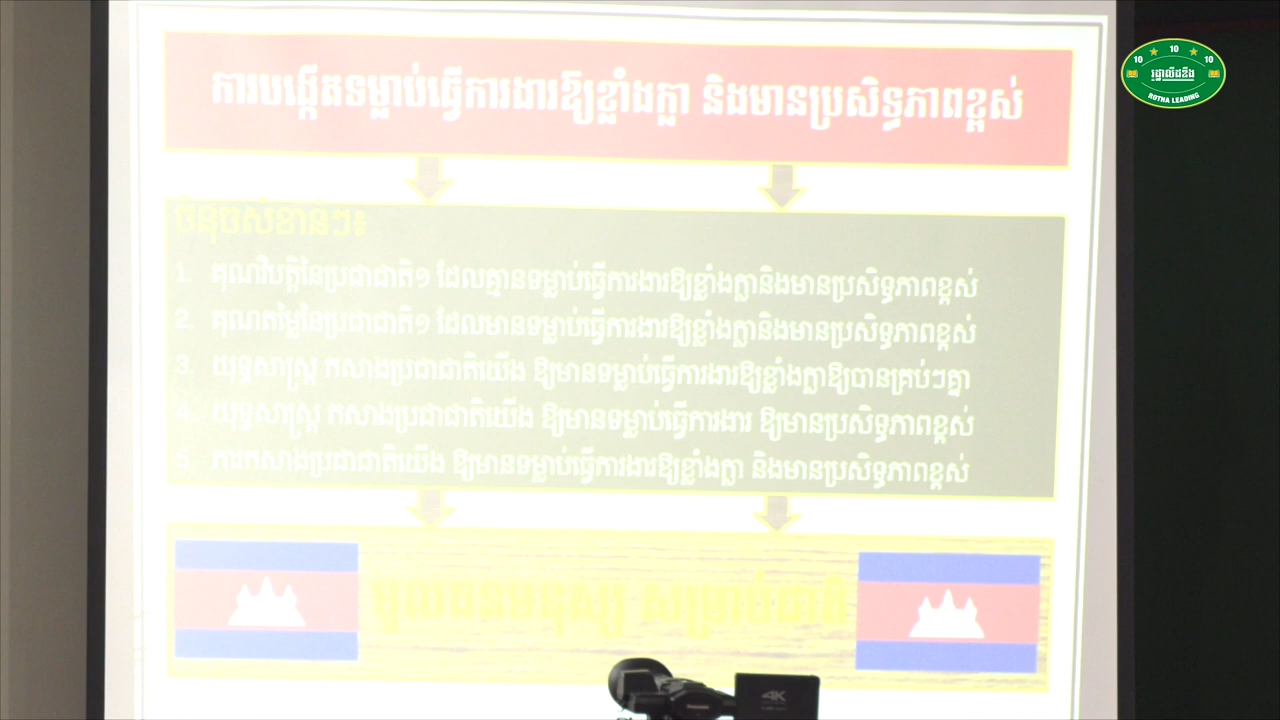 ការបង្កើតទម្លាប់ធ្វើការងារឱ្យខ្លាំងក្លា និងមានប្រសិទ្ធភាពខ្ពស់
ចំនុចសំខាន់ៗ៖
1. គុណវិបត្តិនៃប្រជាជាតិ១ ដែលគ្មានទម្លាប់ធ្វើការងារឱ្យខ្លាំងក្លានិងមានប្រសិទ្ធភាពខ្ពស់
2. គុណតម្លៃនៃប្រជាជាតិ១ ដែលមានទម្លាប់ធ្វើការងារឱ្យខ្លាំងក្លានិងមានប្រសិទ្ធភាពខ្ពស់
3. យុទ្ធសាស្ត្រ កសាងប្រជាជាតិយើង ឱ្យមានទម្លាប់ធ្វើការងារឱ្យខ្លាំងក្លាឱ្យបានគ្រប់ៗគ្នា
4. យុទ្ធសាស្ត្រ កសាងប្រជាជាតិយើង ឱ្យមានទម្លាប់ធ្វើការងារ ឱ្យមានប្រសិទ្ធភាពខ្ពស់
5. ការកសាងប្រជាជាតិយើង ឱ្យមានទម្លាប់ធ្វើការងារឱ្យខ្លាំងក្លា និងមានប្រសិទ្ធភាពខ្ពស់
មូលធនមនុស្ស សម្រាប់ជាតិ
10 10 10
រដ្ឋាលីដឌីង
ROTHA LEADING
Panasonic
4K